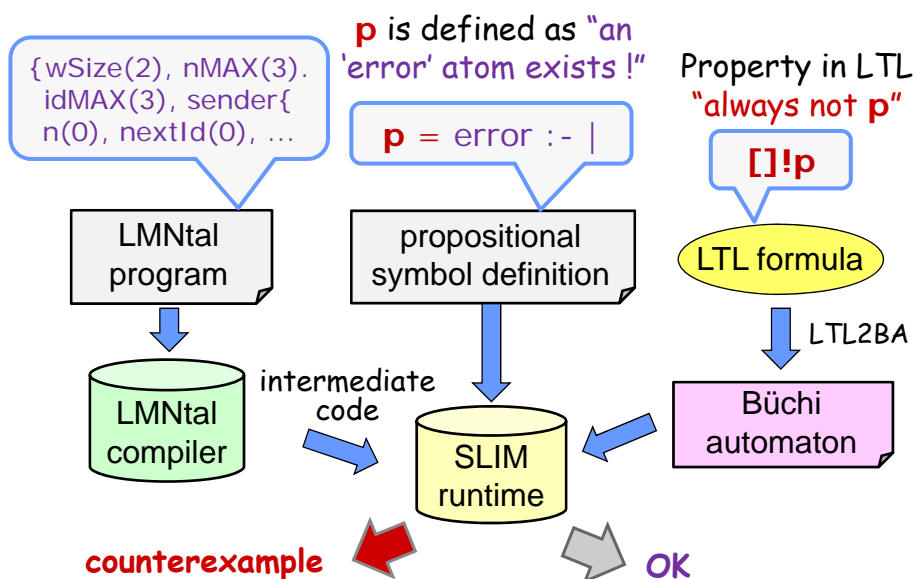 p is defined as “an
‘error’ atom exists !”
{wSize(2), nMAX(3).
idMAX(3), sender{
n(0), nextId(0), ...
p = error :- |
Property in LTL
“always not p”
[]!p
LMNtal
program
propositional
symbol definition
LTL formula
LTL2BA
LMNtal
compiler
intermediate
code
SLIM
runtime
Büchi
automaton
counterexample
OK